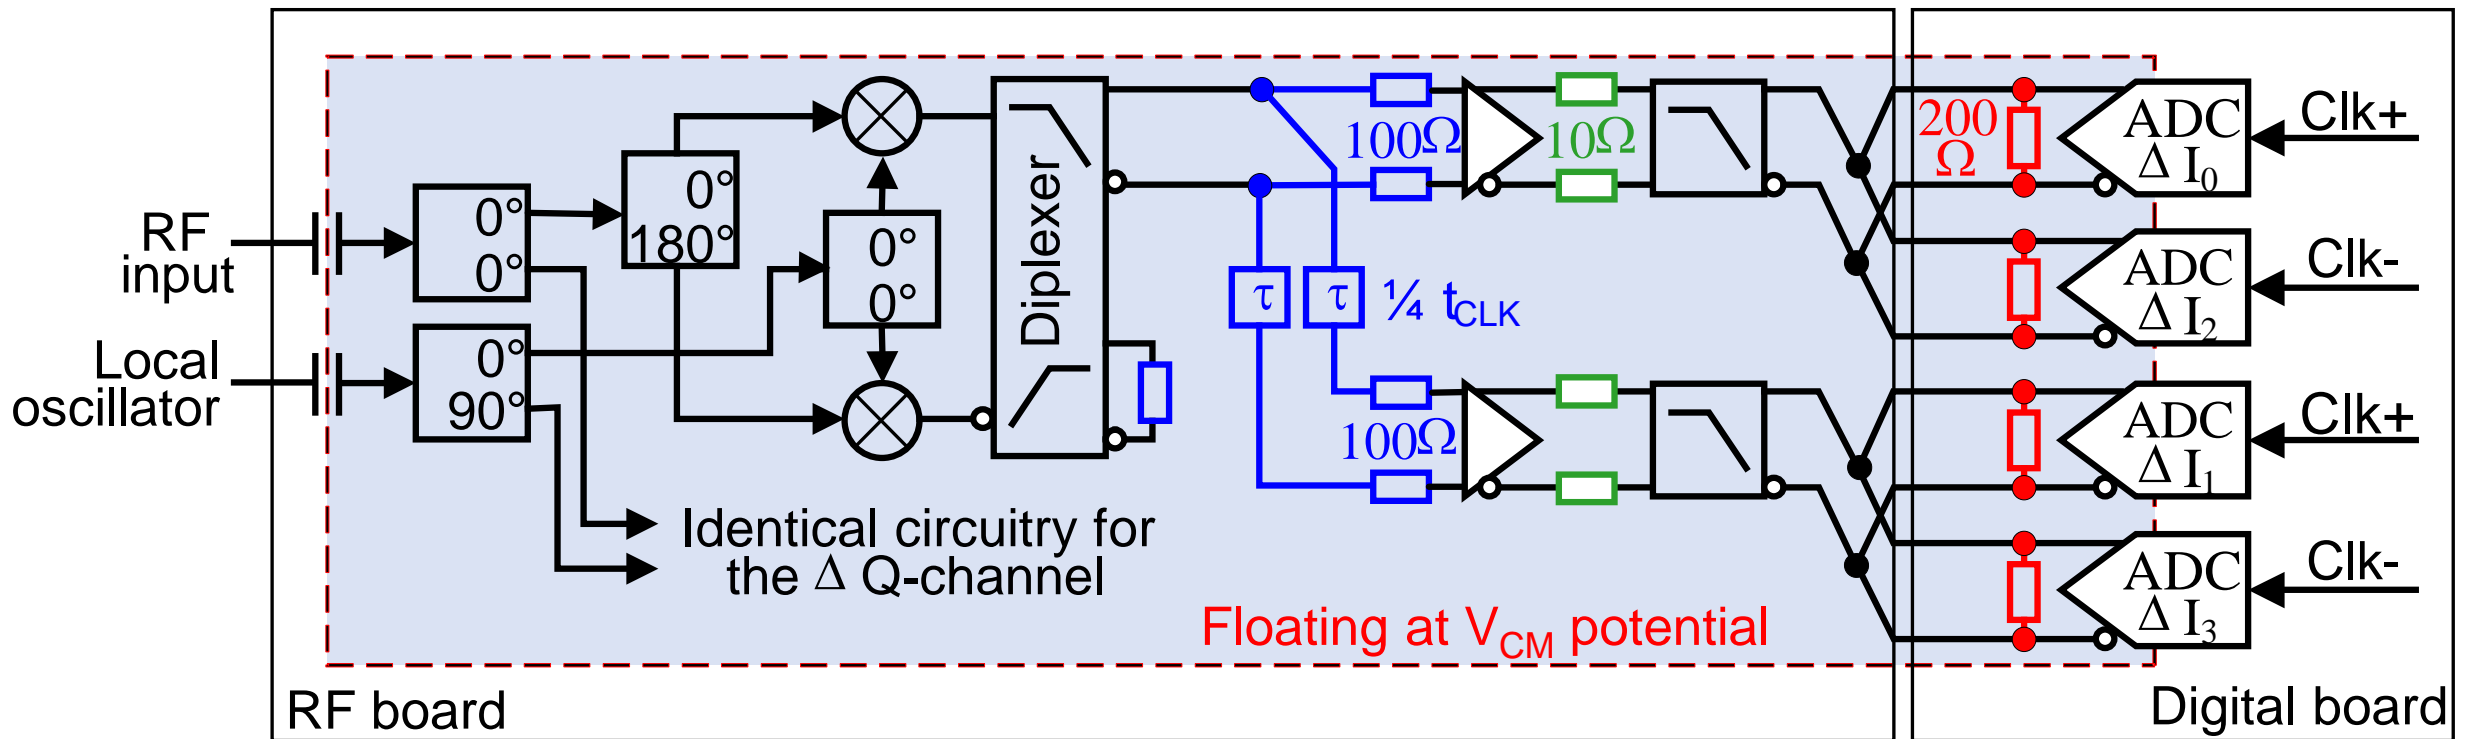 RF
input
Local
oscillator
0°
0°
0°
90°
0°
180°
0°
0°
Diplexer
100Ω
10Ω
τ
τ
¼ tCLK
100Ω
200
Ω
ADC
Δ I0
Clk+
ADC
Δ I2
Clk-
ADC
Δ I1
Clk+
ADC
Δ I3
Clk-
Identical circuitry for
the Δ Q-channel
Floating at VCM potential
RF board
Digital board